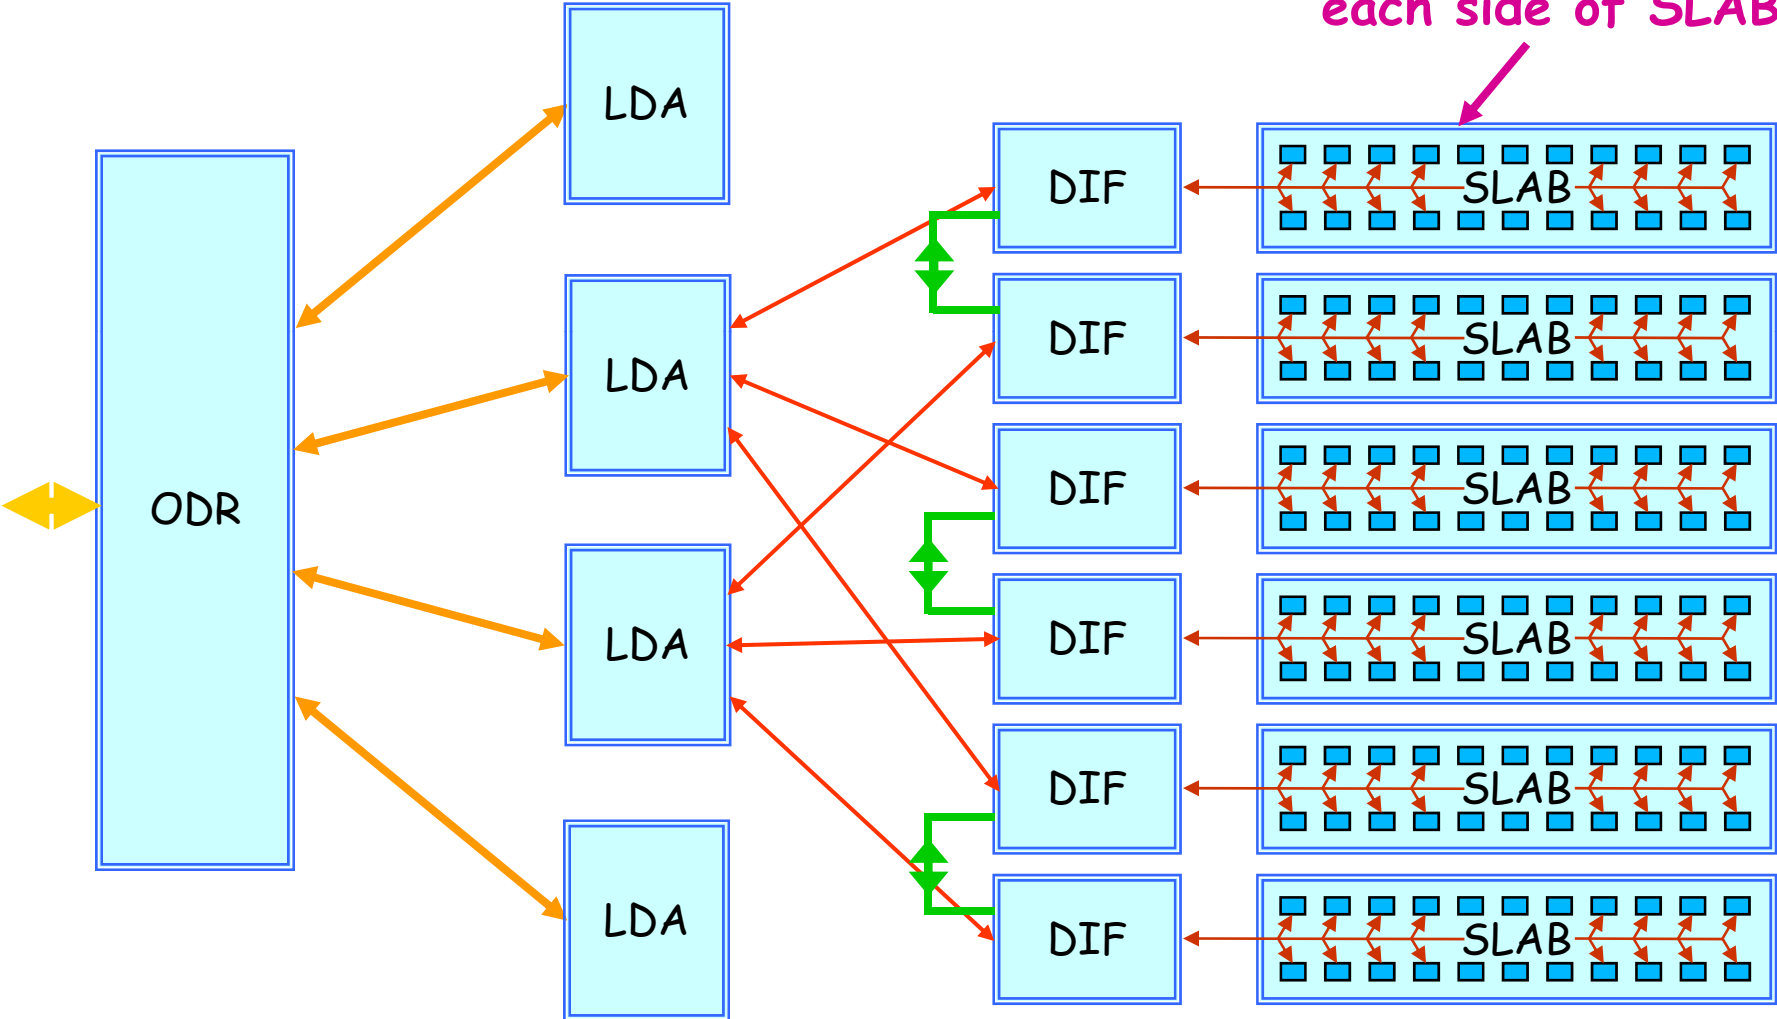 each side of SLAB
LDA
LDA
LDA
LDA
ODR
DIF
SLAB
DIF
SLAB
DIF
SLAB
DIF
SLAB
DIF
SLAB
DIF
SLAB